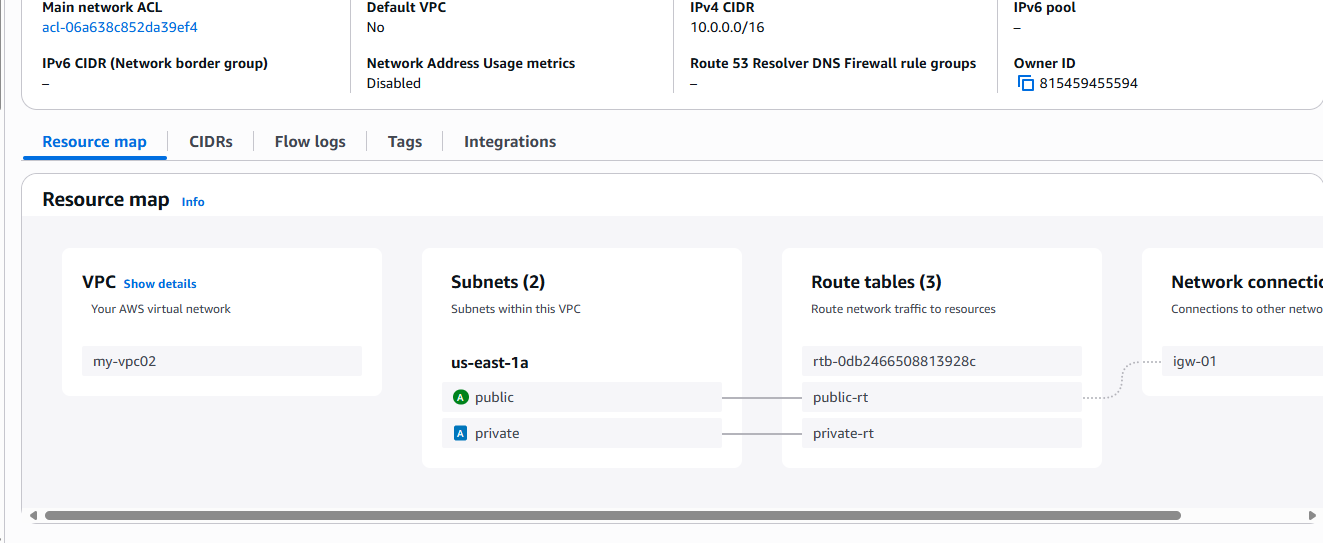 Main network ACL
acl-06a638c852da39ef4
Default VPC
No
IPv4 CIDR
10.0.0.0/16
IPv6 pool
–
IPv6 CIDR (Network border group)
–
Network Address Usage metrics
Disabled
Route 53 Resolver DNS Firewall rule groups
–
Owner ID
815459455594
Resource map
CIDRs
Flow logs
Tags
Integrations
Resource map Info
VPC Show details
Your AWS virtual network
my-vpc02
Subnets (2)
Subnets within this VPC
us-east-1a
A public
A private
Route tables (3)
Route network traffic to resources
rtb-0db2466508813928c
public-rt
private-rt
Network connectio
Connections to other netwo
igw-01